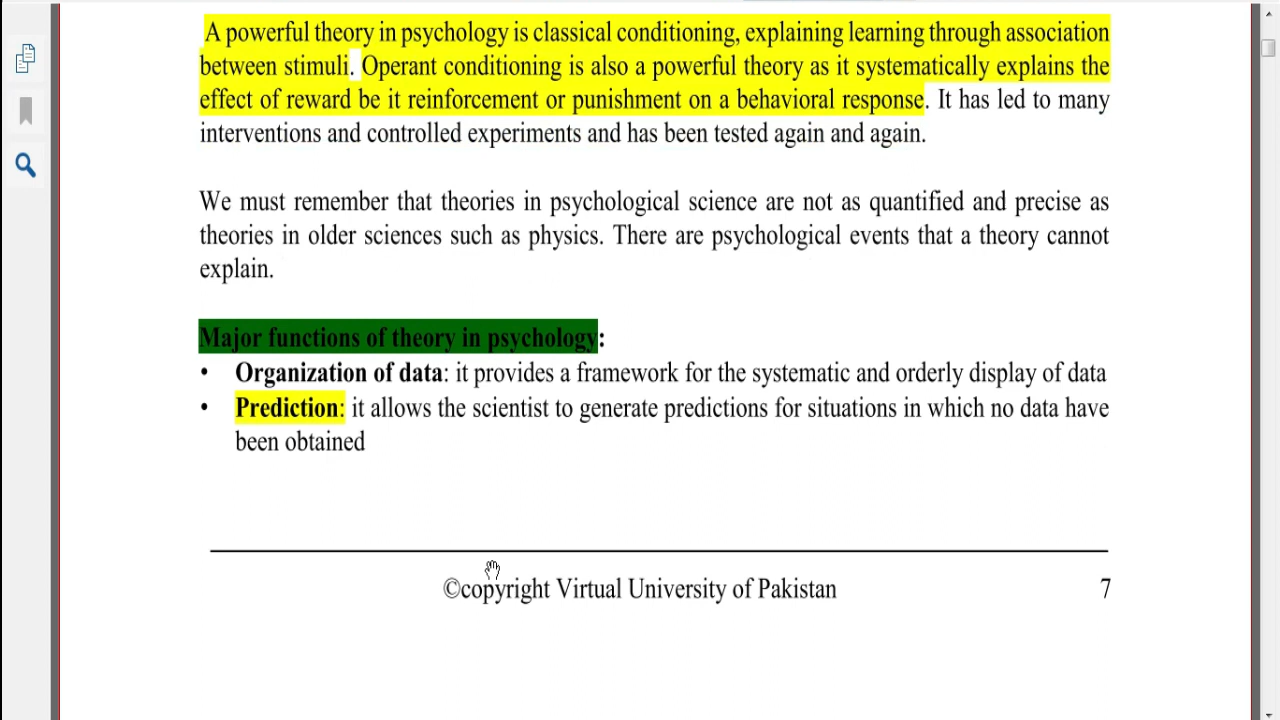 A powerful theory in psychology is classical conditioning, explaining learning through association
between stimuli. Operant conditioning is also a powerful theory as it systematically explains the
effect of reward be it reinforcement or punishment on a behavioral response. It has led to many
interventions and controlled experiments and has been tested again and again.
We must remember that theories in psychological science are not as quantified and precise as
theories in older sciences such as physics. There are psychological events that a theory cannot
explain.
Major functions of theory in psychology:
• Organization of data: it provides a framework for the systematic and orderly display of data
• Prediction: it allows the scientist to generate predictions for situations in which no data have
been obtained
©copyright Virtual University of Pakistan 7